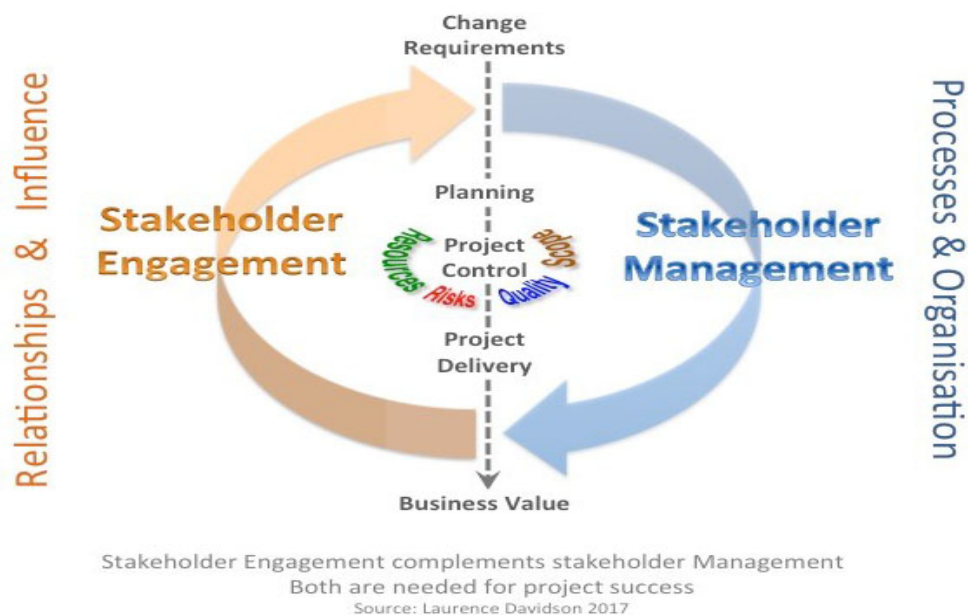 Change
Requirements
Relationships & Influence
Processes & Organisation
Planning
Stakeholder
Engagement
Resources
Risks
Project
Control
Scope
Quality
Stakeholder
Management
Project
Delivery
Business Value
Stakeholder Engagement complements stakeholder Management
Both are needed for project success
Source: Laurence Davidson 2017